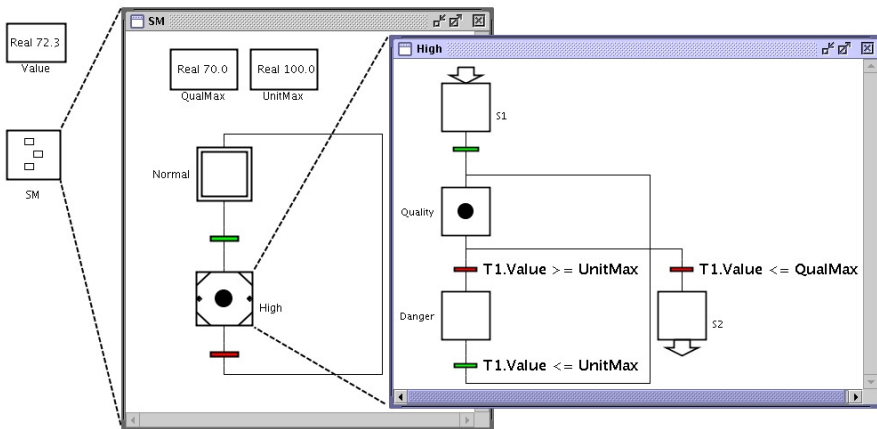 SM
High
Real 72.3
Value
Real 70.0
Real 100.0
QualMax
UnitMax
SM
Normal
High
S1
Quality
T1.Value >= UnitMax
T1.Value <= QualMax
Danger
S2
T1.Value <= UnitMax